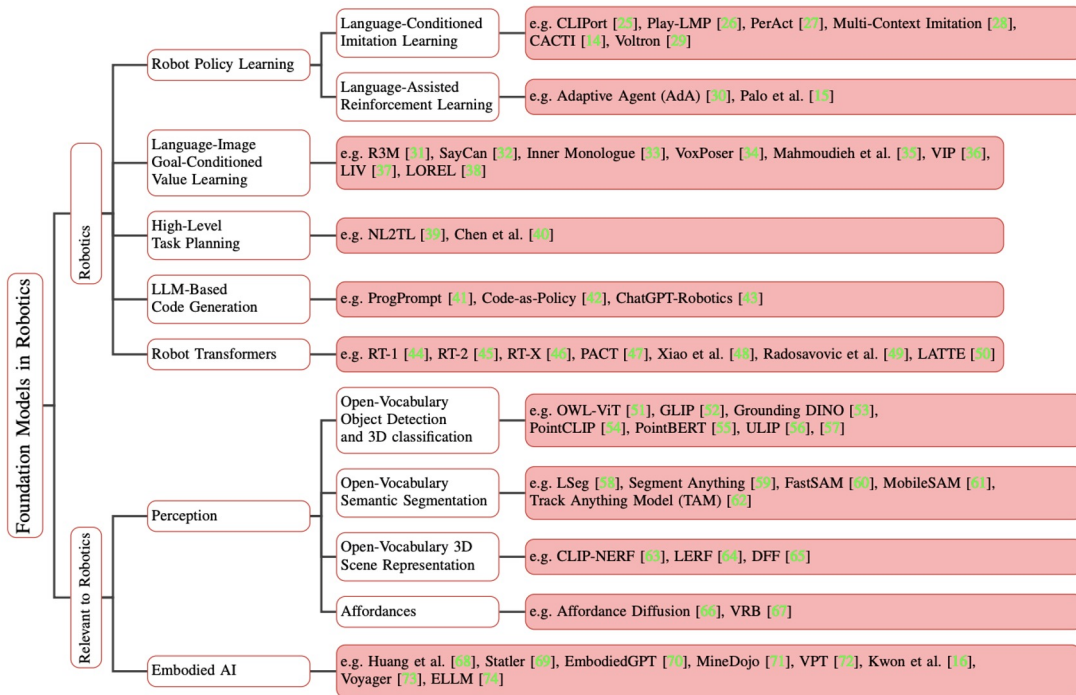 Foundation Models in Robotics
Robotics
Robot Policy Learning
Language-Conditioned
Imitation Learning
e.g. CLIPort [25], Play-LMP [26], PerAct [27], Multi-Context Imitation [28],
CACTI [14], Voltron [29]
Language-Assisted
Reinforcement Learning
e.g. Adaptive Agent (AdA) [30], Palo et al. [15]
Language-Image
Goal-Conditioned
Value Learning
e.g. R3M [31], SayCan [32], Inner Monologue [33], VoxPoser [34], Mahmoudieh et al. [35], VIP [36],
LIV [37], LOREL [38]
High-Level
Task Planning
e.g. NL2TL [39], Chen et al. [40]
LLM-Based
Code Generation
e.g. ProgPrompt [41], Code-as-Policy [42], ChatGPT-Robotics [43]
Robot Transformers
e.g. RT-1 [44], RT-2 [45], RT-X [46], PACT [47], Xiao et al. [48], Radosavovic et al. [49], LATTE [50]
Relevant to Robotics
Perception
Open-Vocabulary
Object Detection
and 3D classification
e.g. OWL-ViT [51], GLIP [52], Grounding DINO [53],
PointCLIP [54], PointBERT [55], ULIP [56], [57]
Open-Vocabulary
Semantic Segmentation
e.g. LSeg [58], Segment Anything [59], FastSAM [60], MobileSAM [61],
Track Anything Model (TAM) [62]
Open-Vocabulary 3D
Scene Representation
e.g. CLIP-NERF [63], LERF [64], DFF [65]
Affordances
e.g. Affordance Diffusion [66], VRB [67]
Embodied AI
e.g. Huang et al. [68], Statler [69], EmbodiedGPT [70], MineDojo [71], VPT [72], Kwon et al. [16],
Voyager [73], ELLM [74]